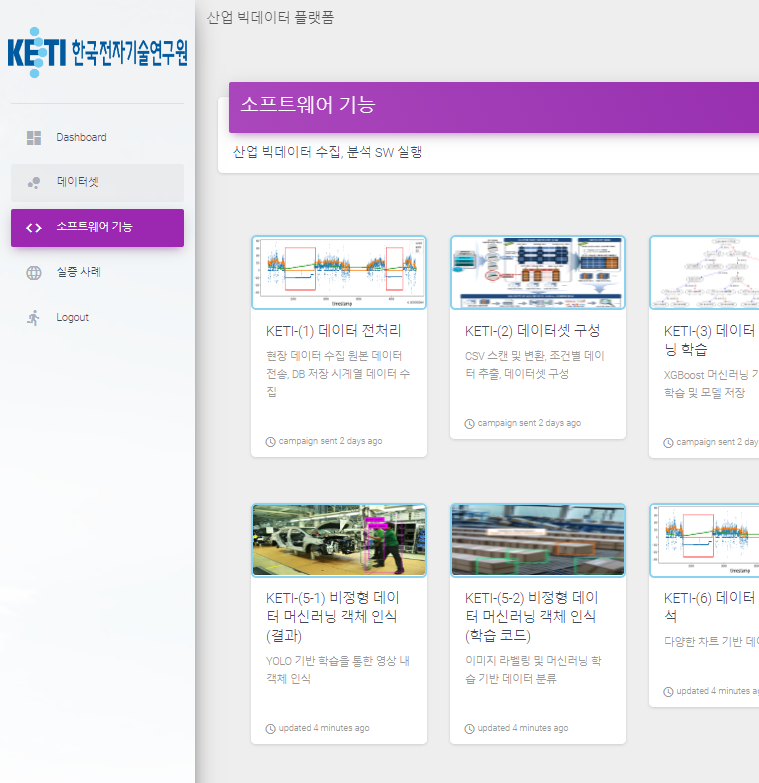 산업 빅데이터 플랫폼
KETI 한국전자기술연구원
Dashboard
데이터셋
소프트웨어 기능
실증 사례
Logout
소프트웨어 기능
산업 빅데이터 수집, 분석 SW 실행
timestamp
KETI-(1) 데이터 전처리
현장 데이터 수집 원본 데이터
전송, DB 저장 시계열 데이터 수
집
campaign sent 2 days ago
KETI-(2) 데이터셋 구성
CSV 스캔 및 변환, 조건별 데이
터 추출, 데이터셋 구성
campaign sent 2 days ago
KETI-(3) 데이터
닝 학습
XGBoost 머신러닝
학습 및 모델 저장
campaign sent 2 day
KETI-(5-1) 비정형 데이
터 머신러닝 객체 인식
(결과)
YOLO 기반 학습을 통한 영상 내
객체 인식
updated 4 minutes ago
KETI-(5-2) 비정형 데이
터 머신러닝 객체 인식
(학습 코드)
이미지 라벨링 및 머신러닝 학
습 기반 데이터 분류
updated 4 minutes ago
timestamp
KETI-(6) 데이터
석
다양한 차트 기반 데
updated 4 minutes a